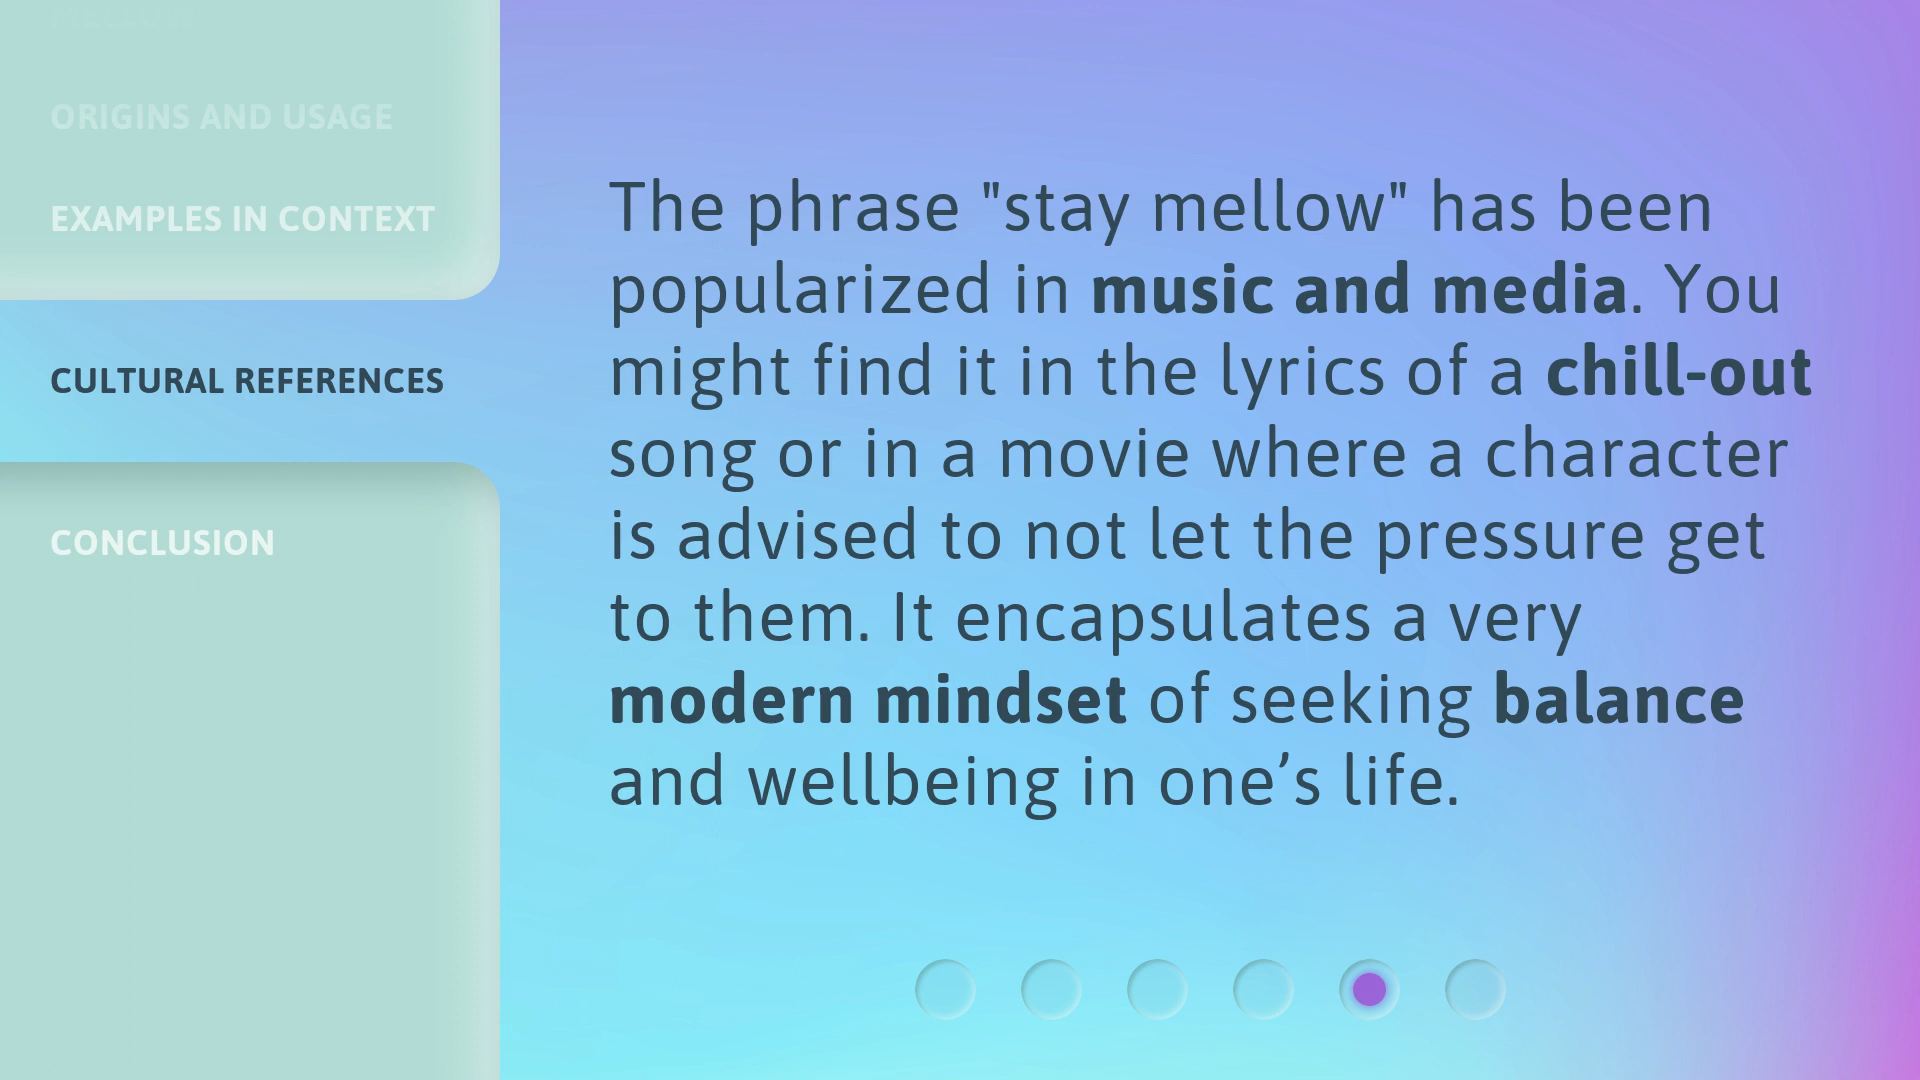 ORIGINS AND USAGE
EXAMPLES IN CONTEXT
CULTURAL REFERENCES
CONCLUSION
The phrase "stay mellow" has been
popularized in music and media. You
might find it in the lyrics of a chill-out
song or in a movie where a character
is advised to not let the pressure get
to them. It encapsulates a very
modern mindset of seeking balance
and wellbeing in one’s life.